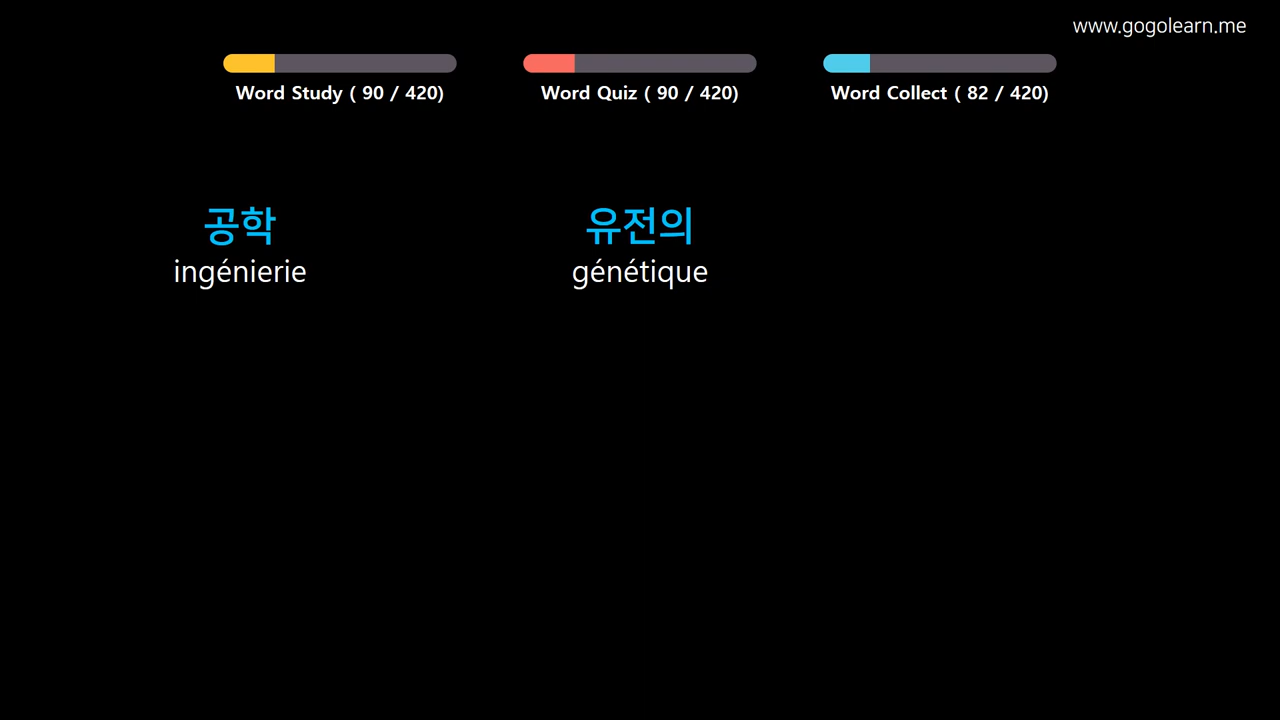 www.gogolearn.me
Word Study ( 90 / 420)
Word Quiz ( 90 / 420)
Word Collect ( 82 / 420)
공학
ingénierie
유전의
génétique